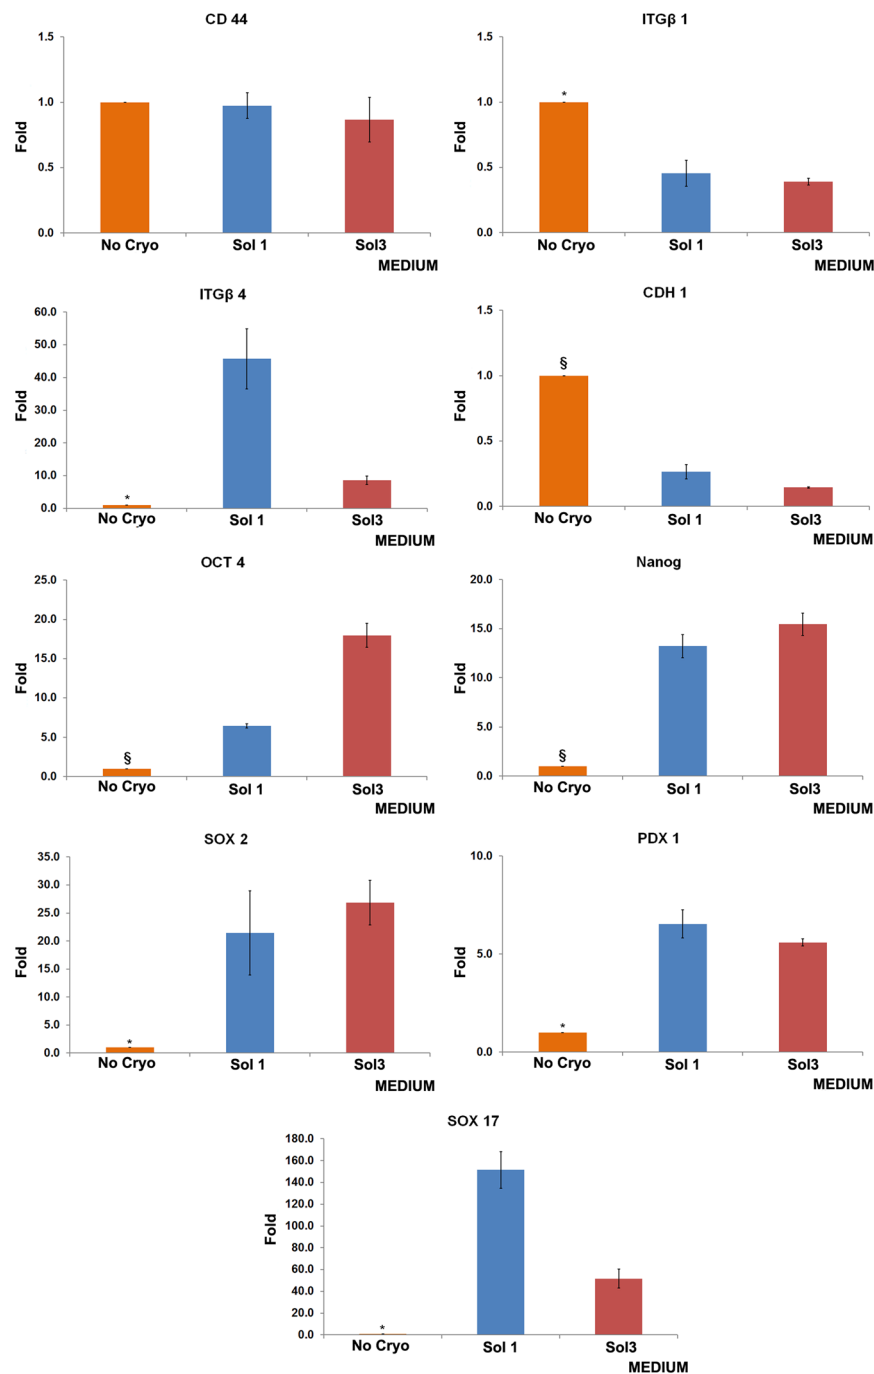 CD 44
1.5
1.0
0.5
0.0
Fold
No Cryo Sol 1 Sol3
MEDIUM
ITGβ 1
1.5
1.0
0.5
0.0
Fold
*
No Cryo Sol 1 Sol3
MEDIUM
ITGβ 4
60.0
50.0
40.0
30.0
20.0
10.0
0.0
Fold
*
No Cryo Sol 1 Sol3
MEDIUM
CDH 1
1.5
1.0
0.5
0.0
Fold
§
No Cryo Sol 1 Sol3
MEDIUM
OCT 4
25.0
20.0
15.0
10.0
5.0
0.0
Fold
§
No Cryo Sol 1 Sol3
MEDIUM
Nanog
20.0
15.0
10.0
5.0
0.0
Fold
§
No Cryo Sol 1 Sol3
MEDIUM
SOX 2
35.0
30.0
25.0
20.0
15.0
10.0
5.0
0.0
Fold
*
No Cryo Sol 1 Sol3
MEDIUM
PDX 1
10.0
5.0
0.0
Fold
*
No Cryo Sol 1 Sol3
MEDIUM
SOX 17
180.0
160.0
140.0
120.0
100.0
80.0
60.0
40.0
20.0
0.0
Fold
*
No Cryo Sol 1 Sol3
MEDIUM